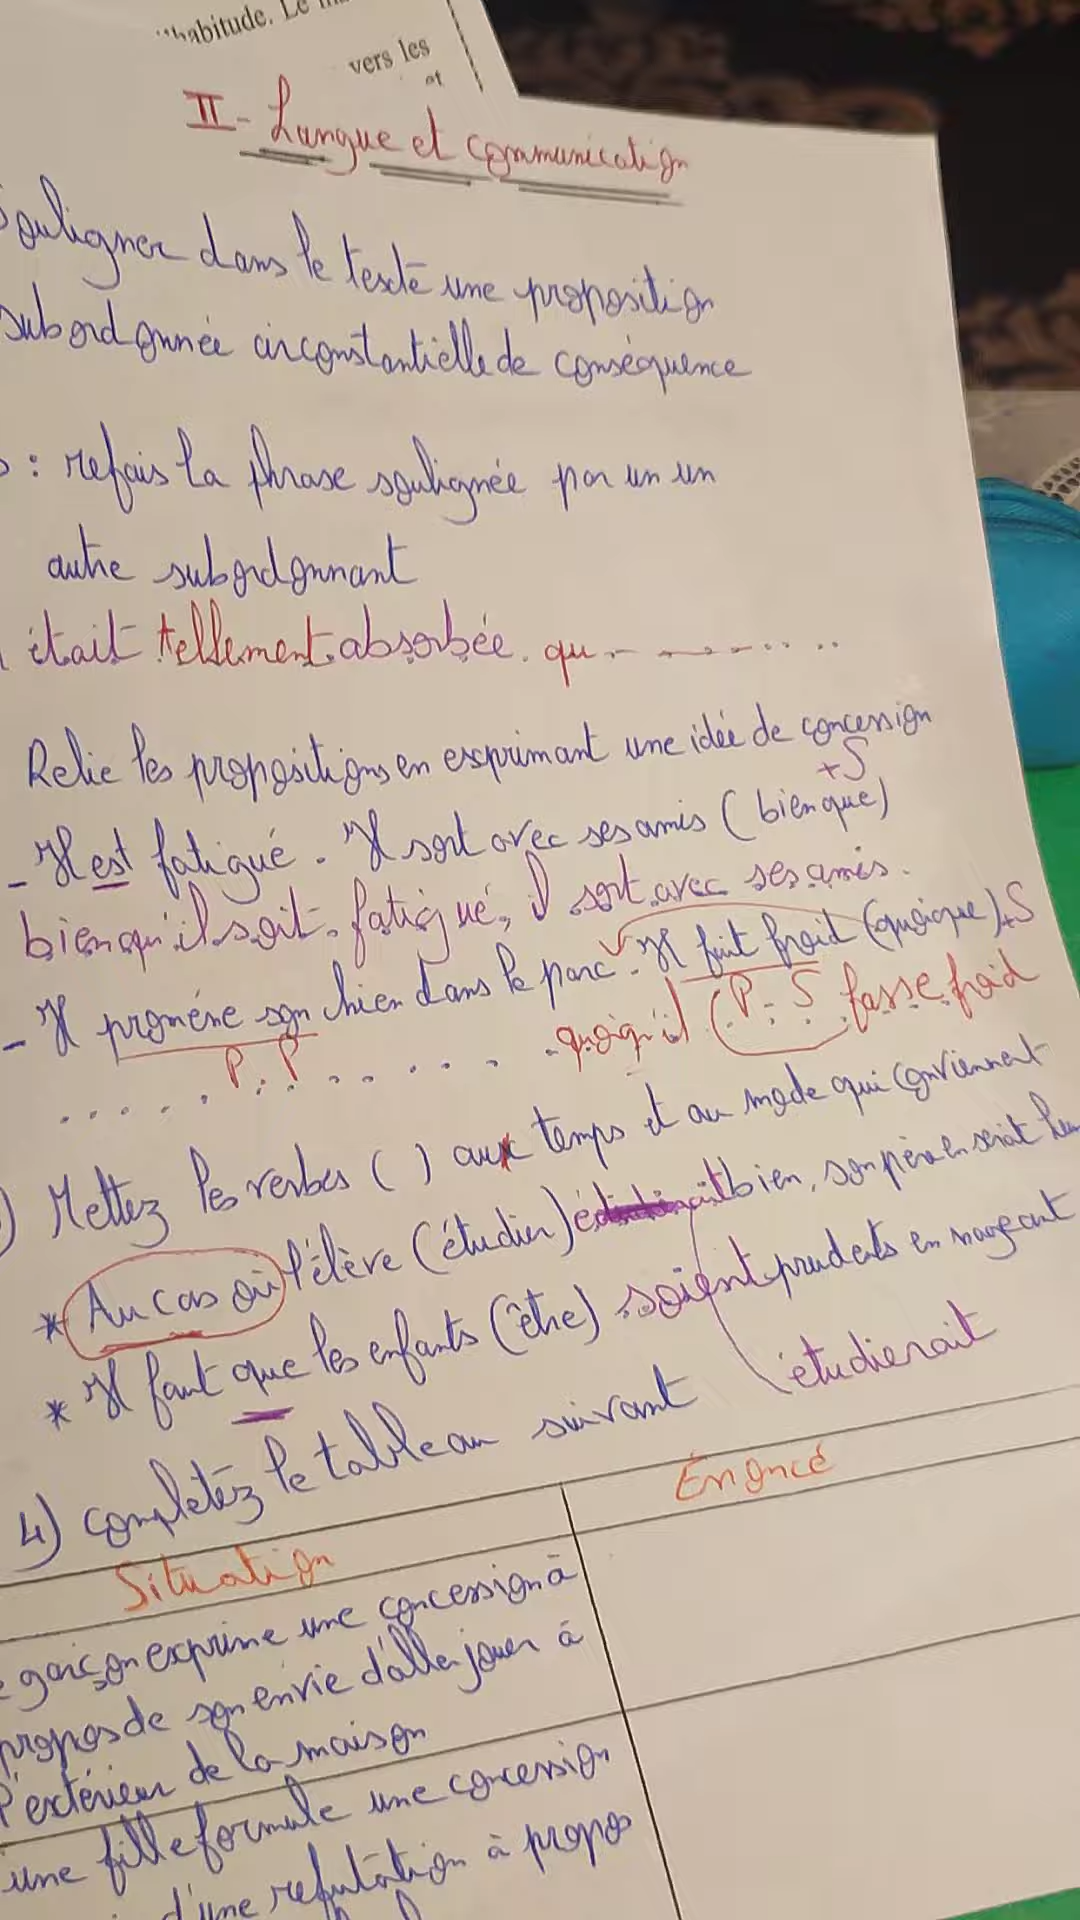 habitude. Le
vers les
et
II- Langue et communication
Souligner dans le texte une proposition
subordonnée circonstantielle de conséquence
: refais la phrase soulignée par un un
autre subordonnant
était tellement absorbée. qu
Relie les propositions en exprimant une idée de concession
+S
- Il est fatigué. Il sort avec ses amis (bien que)
bien qu'il soit fatigué, il sort avec ses amis.
- Il promène son chien dans le parc. Il fait froid (quoique)+S
P.P quoiqu'il (P-S fasse froid
) Mettez les verbes ( ) aux temps et au mode qui conviennent
* Au cas où l'élève (étudier) bien, son père en serait
* Il faut que les enfants (être) soient prudents en nageant
étudierait
4) complétez le tableau suivant
Situation
Enoncé
garçon exprime une concession à
propos de son envie d'aller jouer à
l'extérieur de la maison
une fille formule une concession
d'une refutation à propos